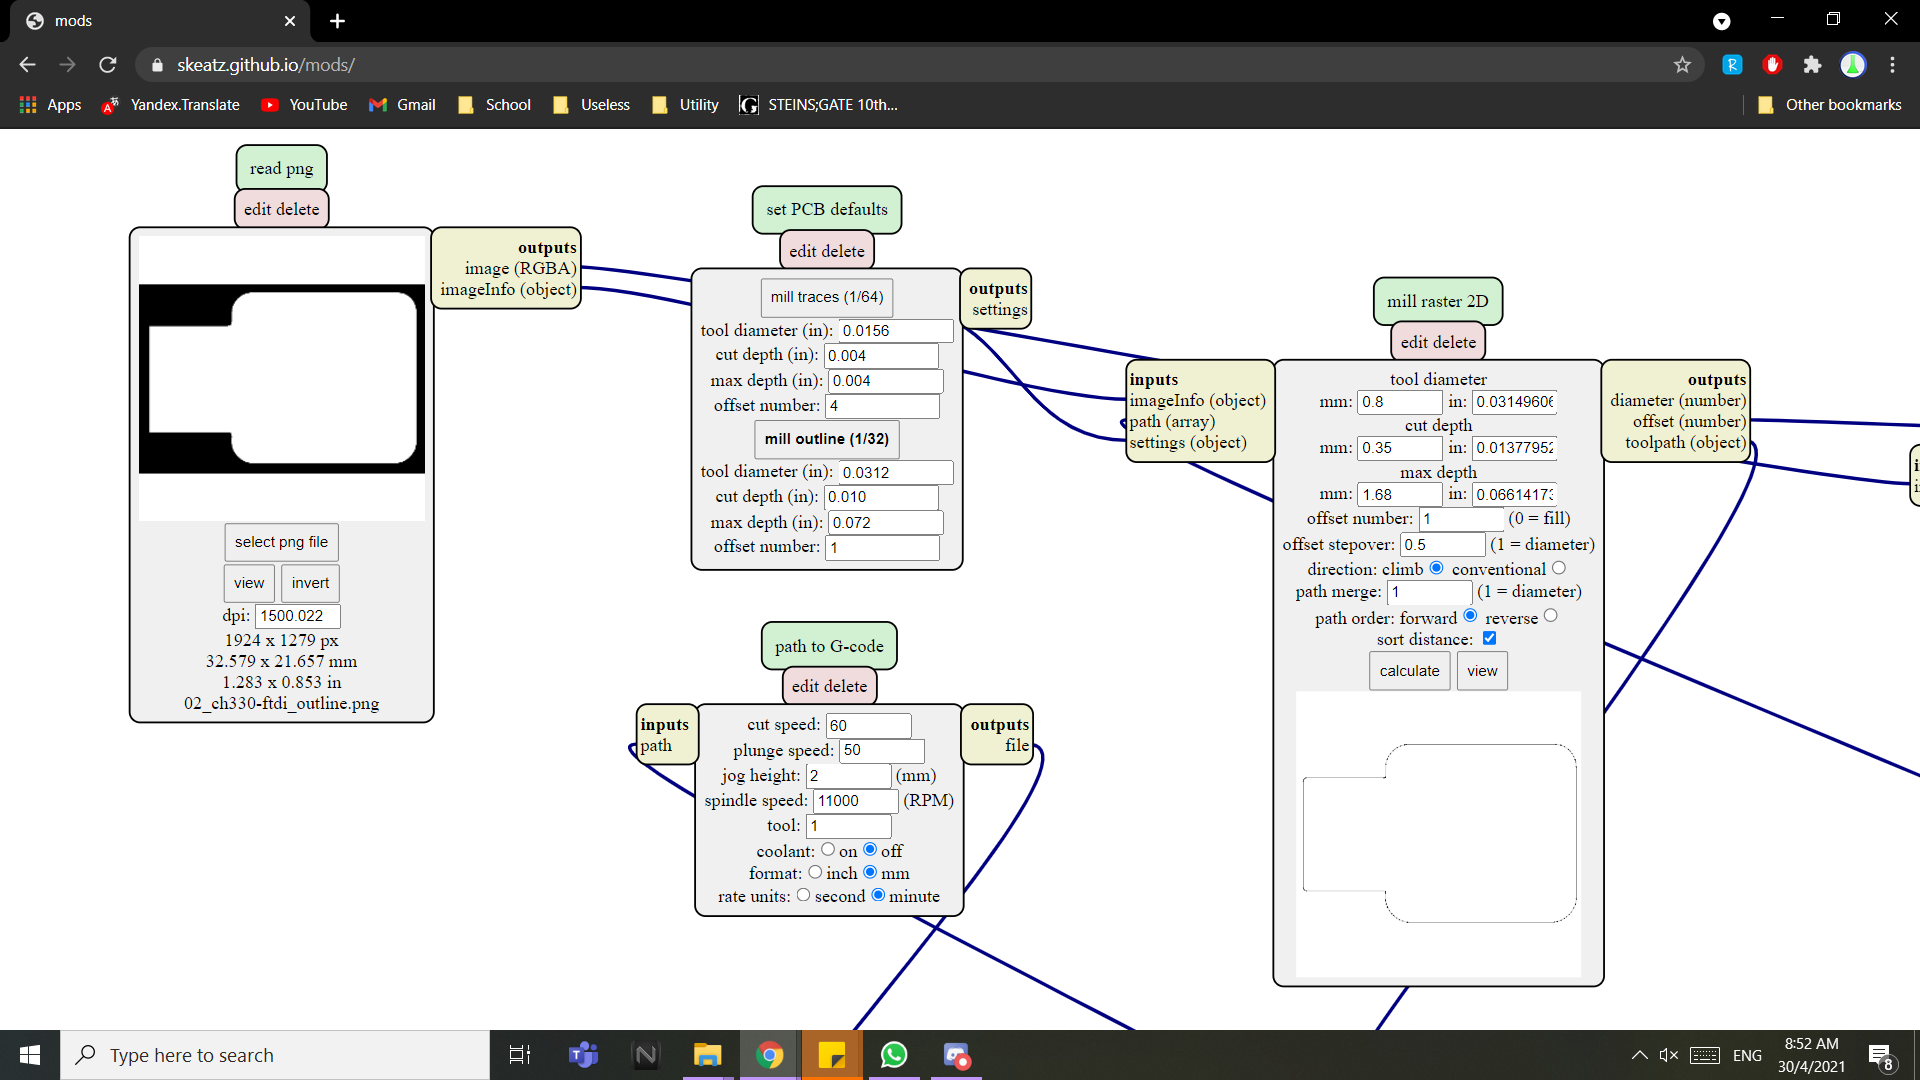 mods
skeatz.github.io/mods/
Apps
Yandex.Translate
YouTube
Gmail
School
Useless
Utility
STEINS;GATE 10th...
Other bookmarks
read png
edit delete
outputs
image (RGBA)
imageInfo (object)
select png file
view invert
dpi: 1500.022
1924 x 1279 px
32.579 x 21.657 mm
1.283 x 0.853 in
02_ch330-ftdi_outline.png
set PCB defaults
edit delete
mill traces (1/64)
tool diameter (in): 0.0156
cut depth (in): 0.004
max depth (in): 0.004
offset number: 4
mill outline (1/32)
tool diameter (in): 0.0312
cut depth (in): 0.010
max depth (in): 0.072
offset number: 1
outputs
settings
path to G-code
edit delete
inputs
path
cut speed: 60
plunge speed: 50
jog height: 2 (mm)
spindle speed: 11000 (RPM)
tool: 1
coolant: on off
format: inch mm
rate units: second minute
outputs
file
mill raster 2D
edit delete
inputs
imageInfo (object)
path (array)
settings (object)
tool diameter
mm: 0.8 in: 0.03149606
cut depth
mm: 0.35 in: 0.01377952
max depth
mm: 1.68 in: 0.06614173
offset number: 1 (0 = fill)
offset stepover: 0.5 (1 = diameter)
direction: climb conventional
path merge: 1 (1 = diameter)
path order: forward reverse
sort distance:
calculate view
outputs
diameter (number)
offset (number)
toolpath (object)
Type here to search
ENG
8:52 AM
30/4/2021
8